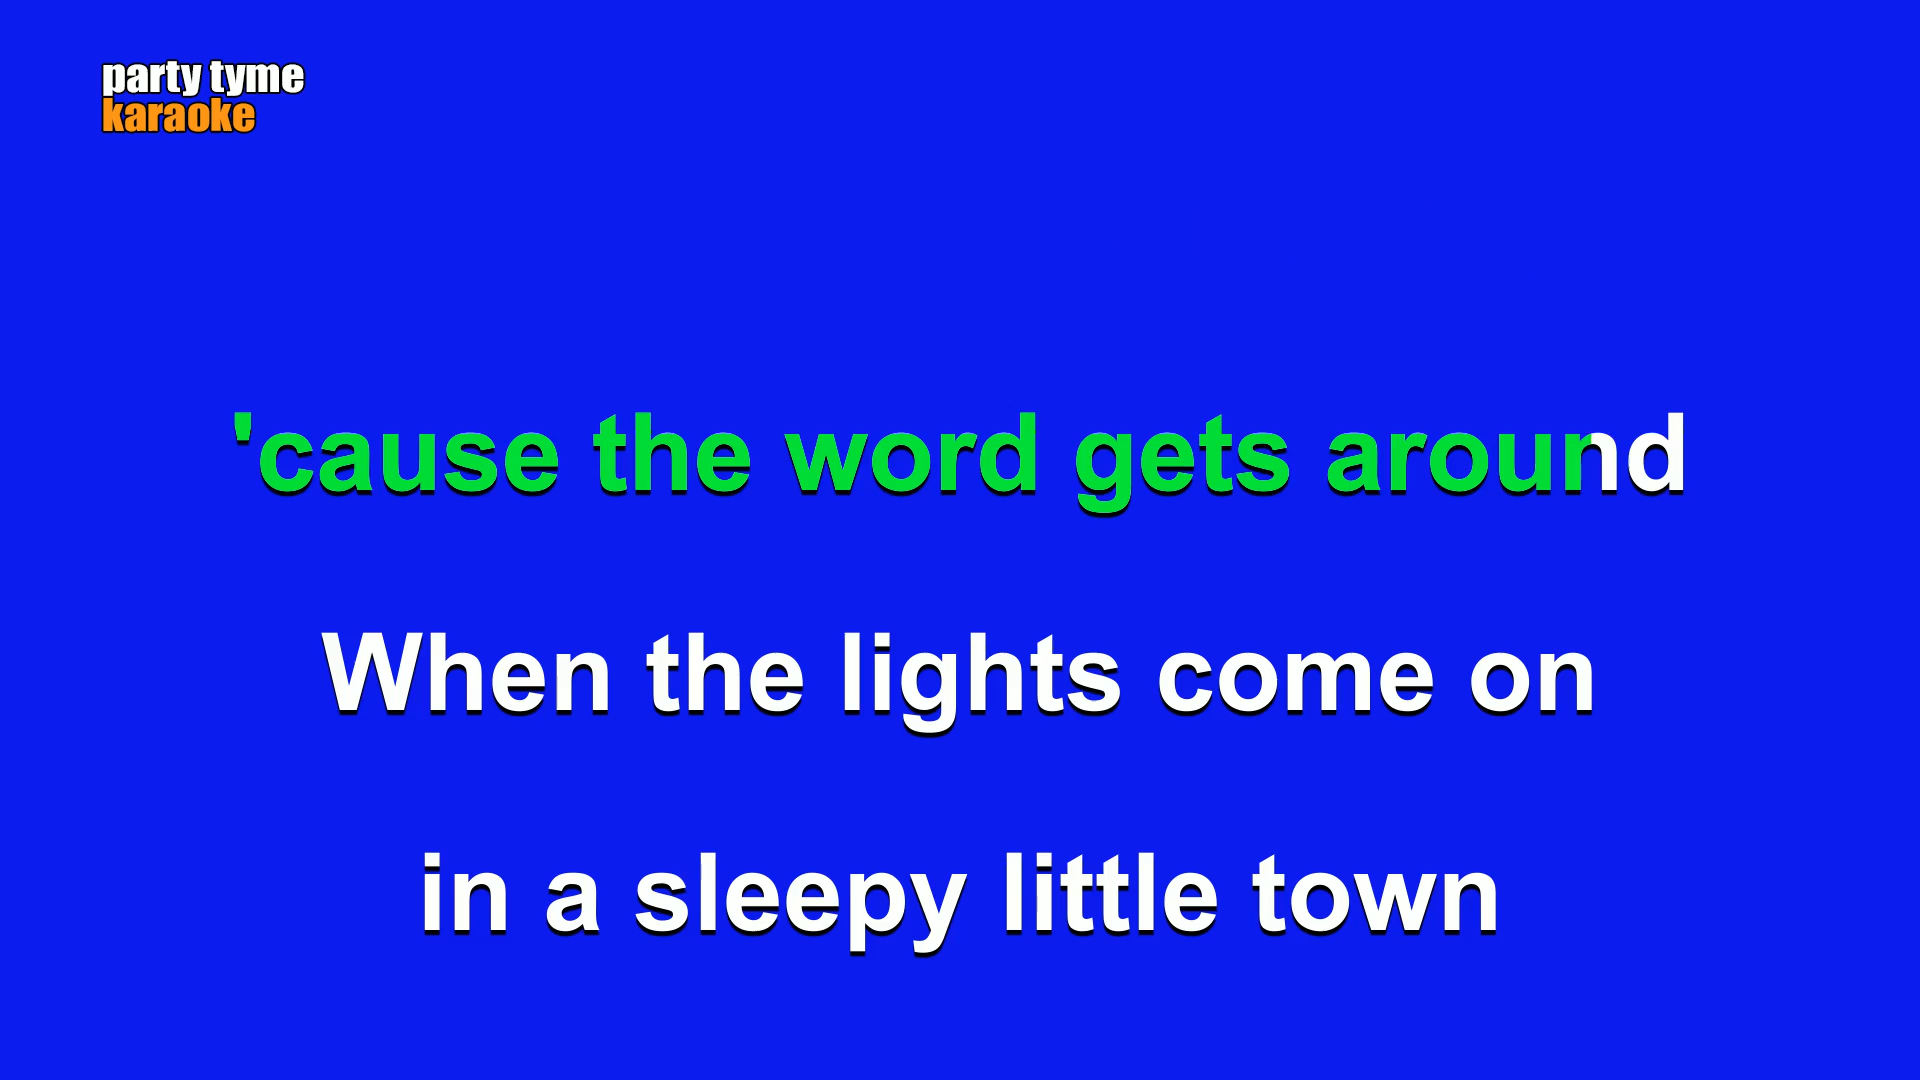 party tyme
karaoke
'cause the word gets around
When the lights come on
in a sleepy little town